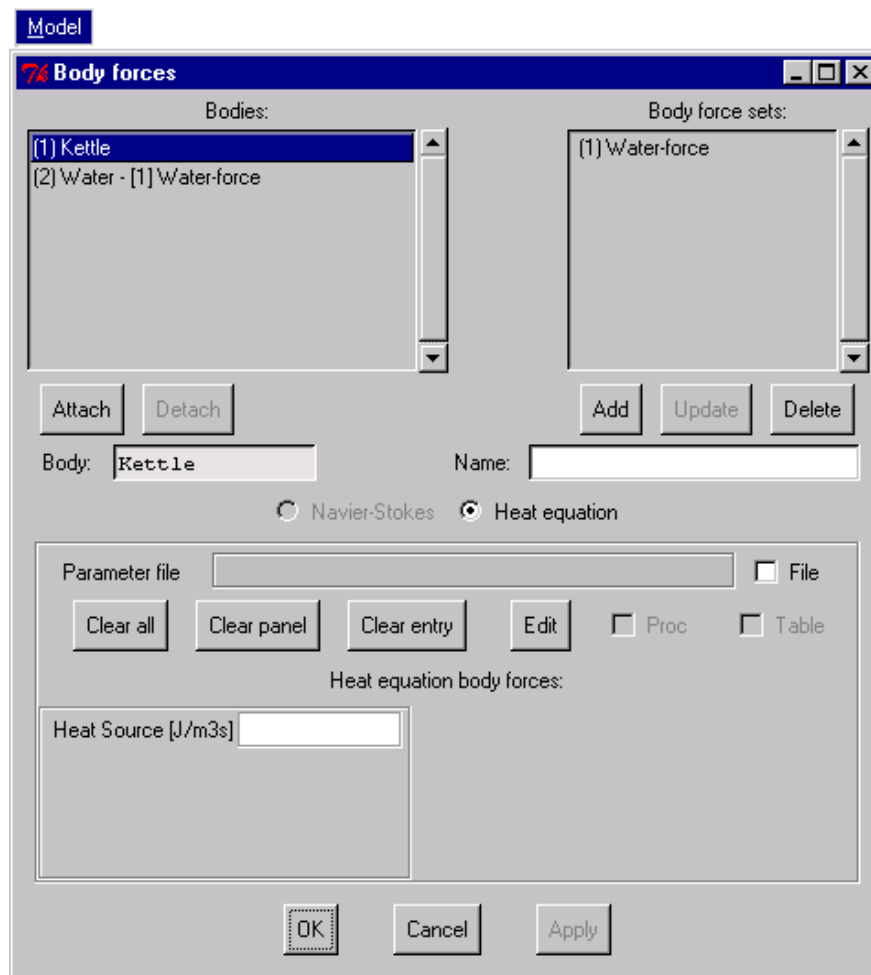 Model
Body forces
Bodies: Body force sets:
(1) Kettle (1) Water-force
(2) Water - [1] Water-force
Attach Detach Add Update Delete
Body: Kettle Name:
Navier-Stokes Heat equation
Parameter file File
Clear all Clear panel Clear entry Edit Proc Table
Heat equation body forces:
Heat Source [J/m3s]
OK Cancel Apply